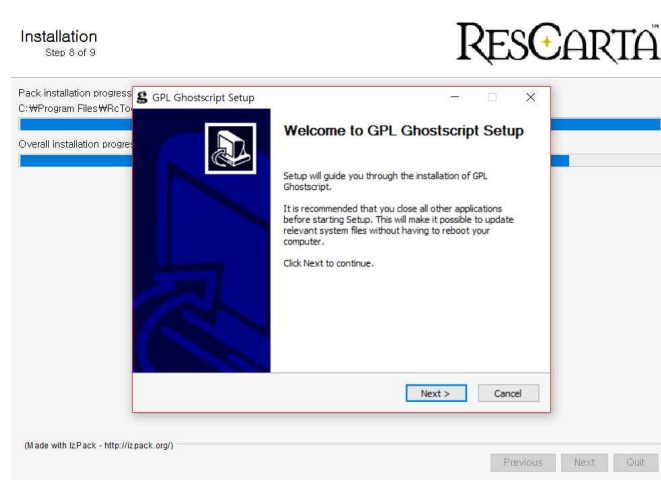 Installation
Step 8 of 9
RESCARTA™
Pack installation progress
C:₩Program Files₩RcToo
Overall installation progres
GPL Ghostscript Setup
Welcome to GPL Ghostscript Setup
Setup will guide you through the installation of GPL
Ghostscript.
It is recommended that you close all other applications
before starting Setup. This will make it possible to update
relevant system files without having to reboot your
computer.
Click Next to continue.
Next >
Cancel
(Made with IzPack - http://izpack.org/)
Previous
Next
Quit